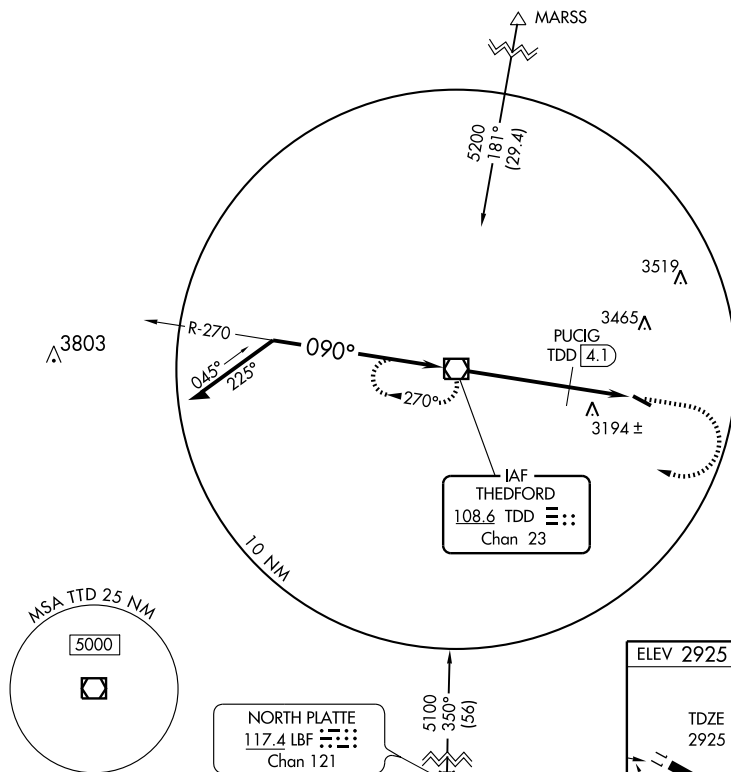 MARSS
5200
181°
(29.4)
3519
3465
PUCIG
TDD 4.1
3803
R-270
090°
045°
225°
270°
3194 ±
IAF
THEDFORD
108.6 TDD
Chan 23
10 NM
MSA TTD 25 NM
5000
5100
350°
(56)
NORTH PLATTE
117.4 LBF
Chan 121
ELEV 2925
TDZE
2925